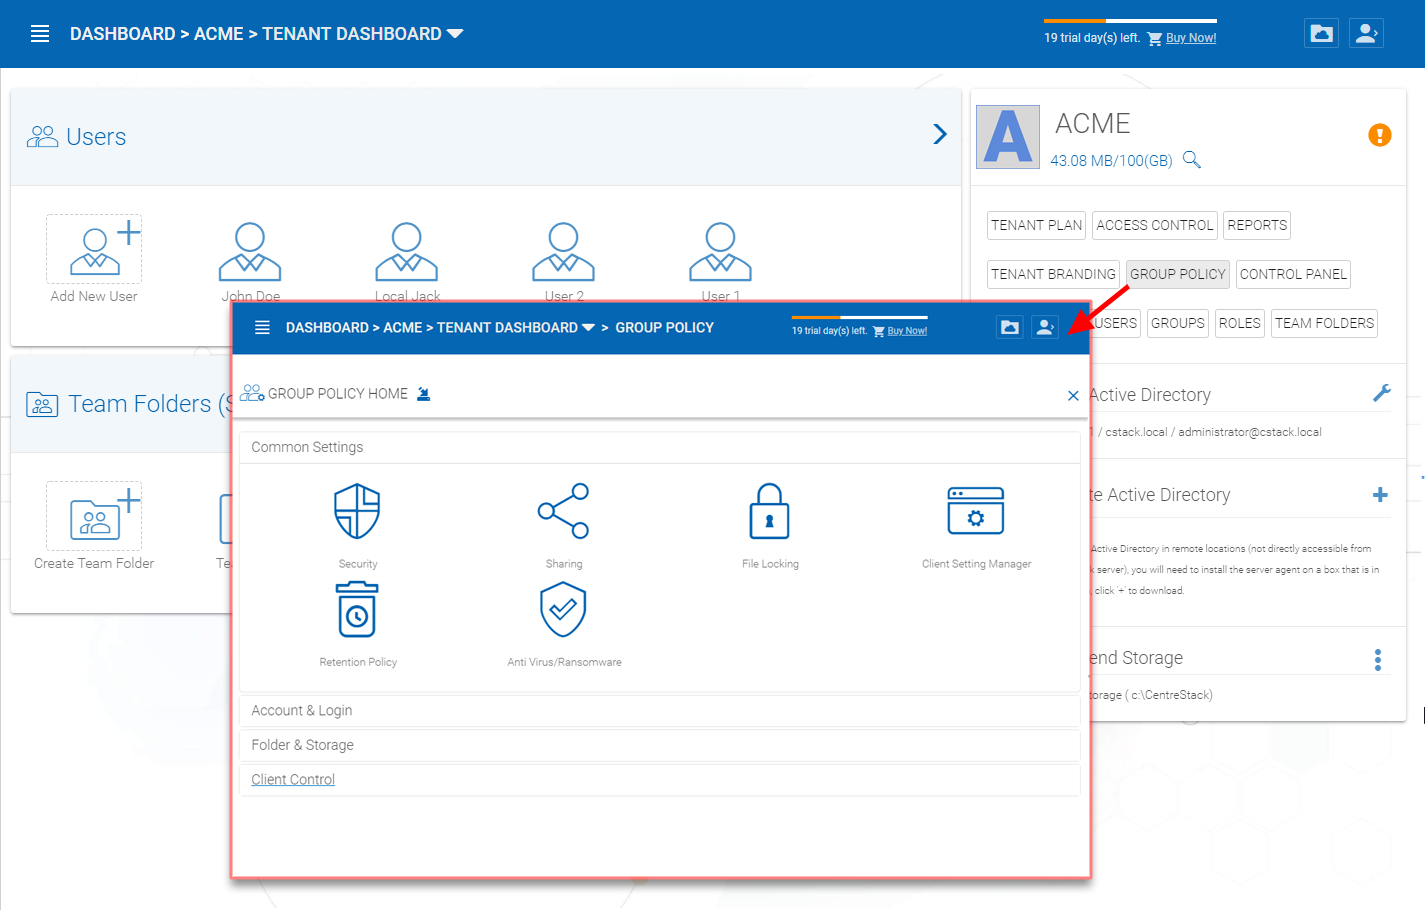 DASHBOARD > ACME > TENANT DASHBOARD
19 trial day(s) left. Buy Now!
Users
Add New User
John Doe
Local Jack
User 2
User 1
A ACME
43.08 MB/100(GB)
TENANT PLAN ACCESS CONTROL REPORTS
TENANT BRANDING GROUP POLICY CONTROL PANEL
USERS GROUPS ROLES TEAM FOLDERS
Team Folders (
Create Team Folder
DASHBOARD > ACME > TENANT DASHBOARD > GROUP POLICY
19 trial day(s) left. Buy Now!
GROUP POLICY HOME
Common Settings
Security
Sharing
File Locking
Client Setting Manager
Retention Policy
Anti Virus/Ransomware
Account & Login
Folder & Storage
Client Control
Active Directory
/ cstack.local / administrator@cstack.local
Active Directory
Active Directory in remote locations (not directly accessible from
server), you will need to install the server agent on a box that is in
click '+' to download.
Storage
( c:\CentreStack)